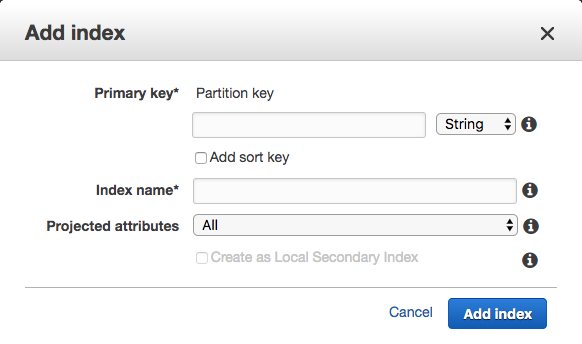 Add index
Primary key* Partition key
String
Add sort key
Index name*
Projected attributes All
Create as Local Secondary Index
Cancel Add index